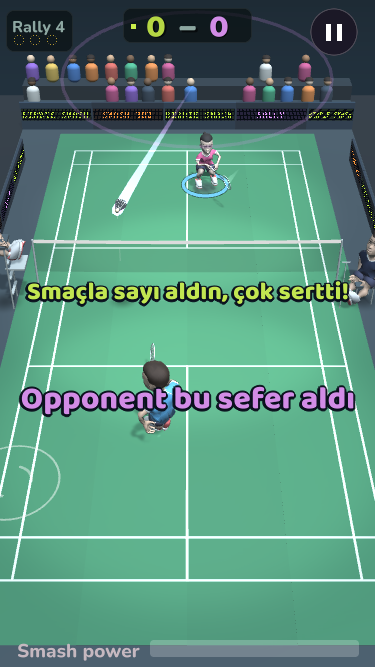 Rally 4
0 – 0
Smaçla sayı aldın, çok sertti!
Opponent bu sefer aldı
Smash power